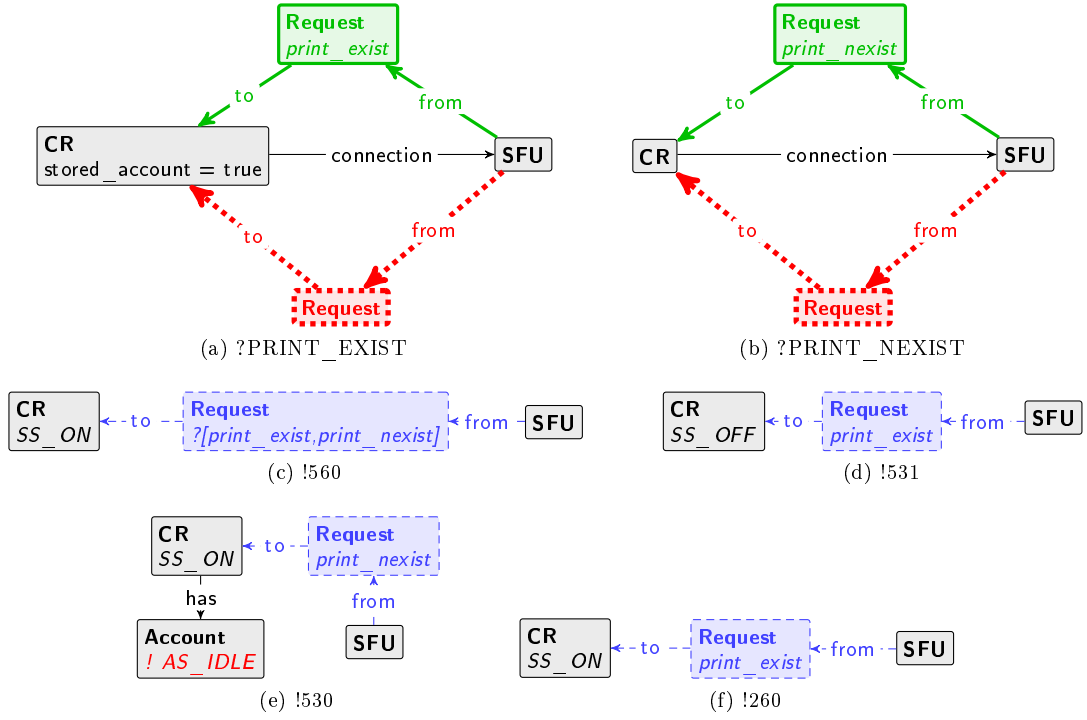 Request
print_exist
to
from
CR
stored_account = true
connection
SFU
to
from
Request
(a) ?PRINT_EXIST
Request
print_nexist
to
from
CR
connection
SFU
to
from
Request
(b) ?PRINT_NEXIST
CR
SS_ON
to
Request
?[print_exist,print_nexist]
from
SFU
(c) !560
CR
SS_OFF
to
Request
print_exist
from
SFU
(d) !531
CR
SS_ON
to
Request
print_nexist
has
from
Account
! AS_IDLE
SFU
(e) !530
CR
SS_ON
to
Request
print_exist
from
SFU
(f) !260